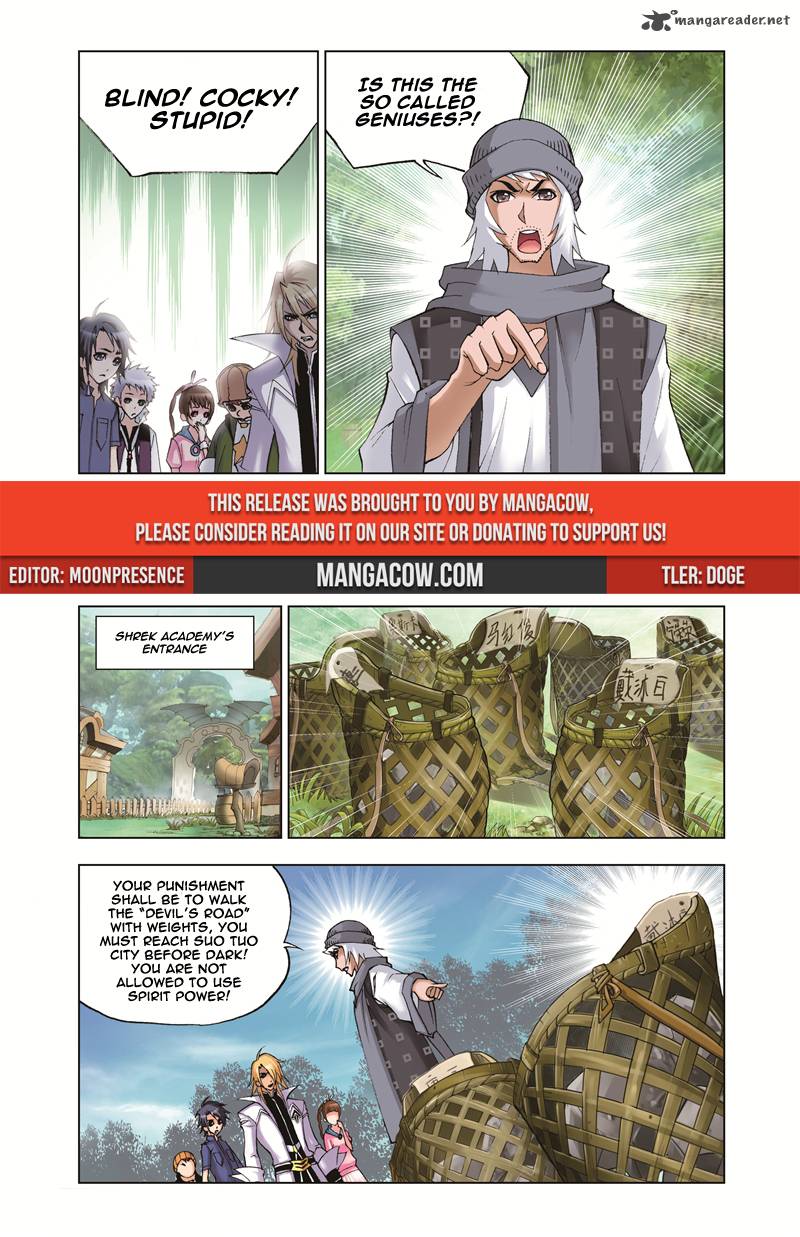 mangareader.net
BLIND! COCKY!
STUPID!
IS THIS THE
SO CALLED
GENIUSES?!
THIS RELEASE WAS BROUGHT TO YOU BY MANGACOW,
PLEASE CONSIDER READING IT ON OUR SITE OR DONATING TO SUPPORT US!
EDITOR: MOONPRESENCE
MANGACOW.COM
TLER: DOGE
SHREK ACADEMY'S
ENTRANCE
马红俊
戴沐白
YOUR PUNISHMENT
SHALL BE TO WALK
THE "DEVIL'S ROAD"
WITH WEIGHTS, YOU
MUST REACH SUO TUO
CITY BEFORE DARK!
YOU ARE NOT
ALLOWED TO USE
SPIRIT POWER!